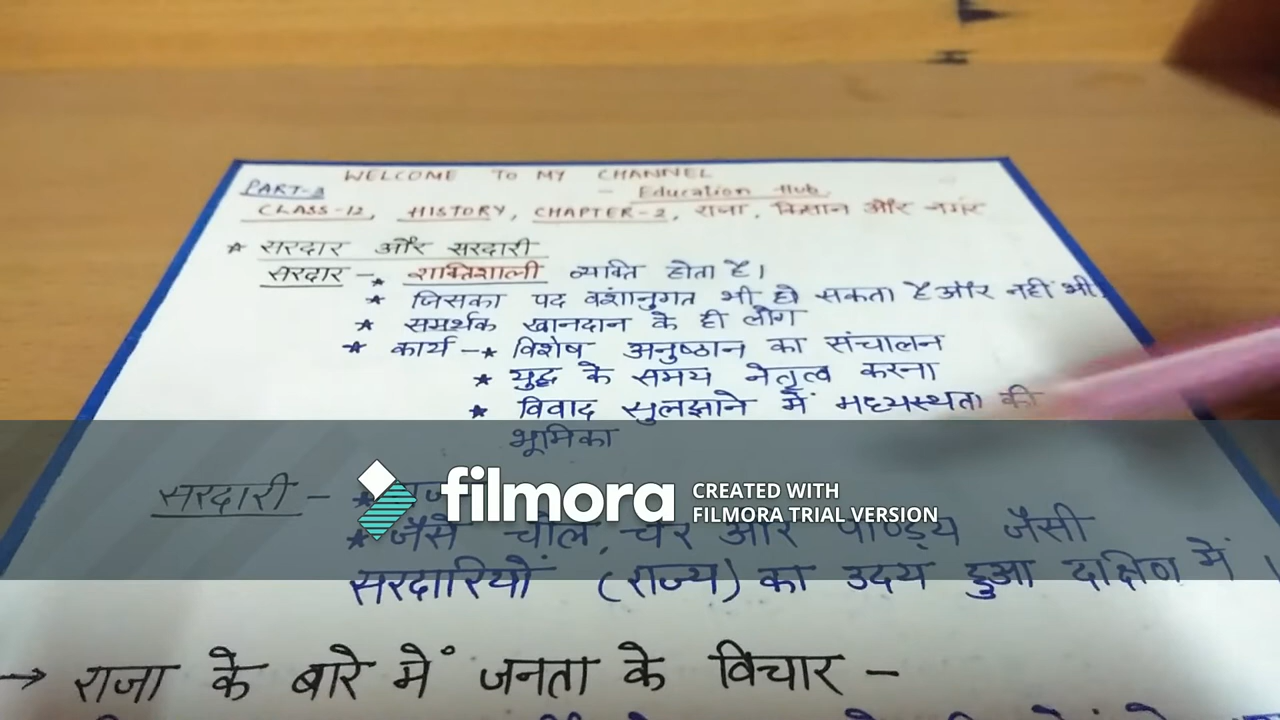 WELCOME TO MY CHANNEL
PART-3 - Education Hub
CLASS-12, HISTORY, CHAPTER-2, राजा, किसान और नगर
* सरदार और सरदारी
सरदार - * शक्तिशाली व्यक्ति होता है।
* जिसका पद वंशानुगत भी हो सकता है और नहीं भी
* समर्थक खानदान के ही लोग
* कार्य - * विशेष अनुष्ठान का संचालन
* युद्ध के समय नेतृत्व करना
* विवाद सुलझाने में मध्यस्थता की
भूमिका
सरदारी - *
* जैसे चोल, चेर और पाण्ड्य जैसी
सरदारियों (राज्य) का उदय हुआ दक्षिण में।
→ राजा के बारे में जनता के विचार -
filmora
CREATED WITH
FILMORA TRIAL VERSION